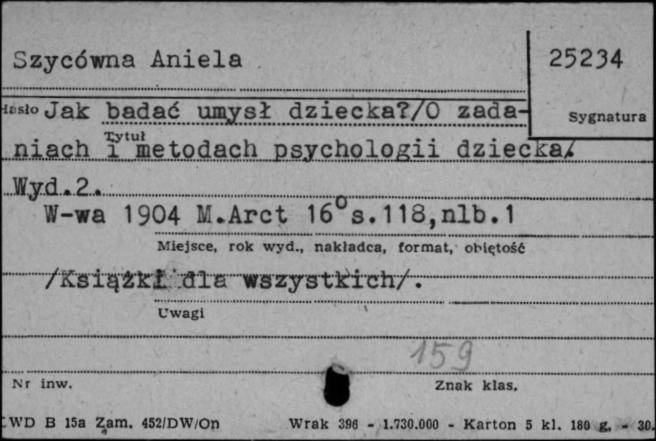 Szycówna Aniela
25234
Hasło Jak badać umysł dziecka?/O zada-
Sygnatura
Tytuł
niach i metodach psychologii dziecka/.
Wyd.2.
W-wa 1904 M.Arct 16° s.118,nlb.1
Miejsce, rok wyd., nakładca, format, objętość
/Książki dla wszystkich/.
Uwagi
159
Nr inw.
Znak klas.
WD B 15a Zam. 452/DW/On Wrak 396 - 1.730.000 - Karton 5 kl. 180 g. - 30.